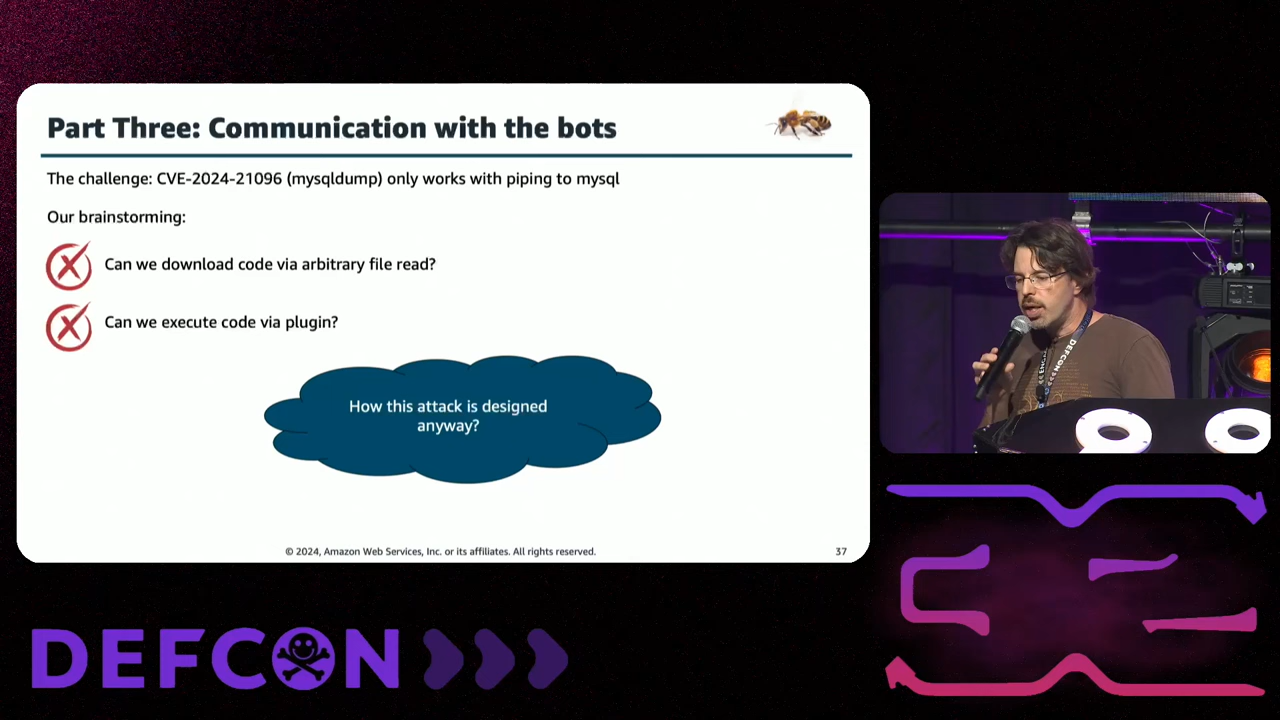 Part Three: Communication with the bots
The challenge: CVE-2024-21096 (mysqldump) only works with piping to mysql
Our brainstorming:
Can we download code via arbitrary file read?
Can we execute code via plugin?
How this attack is designed
anyway?
© 2024, Amazon Web Services, Inc. or its affiliates. All rights reserved.
37
DEFCON
DEFCON